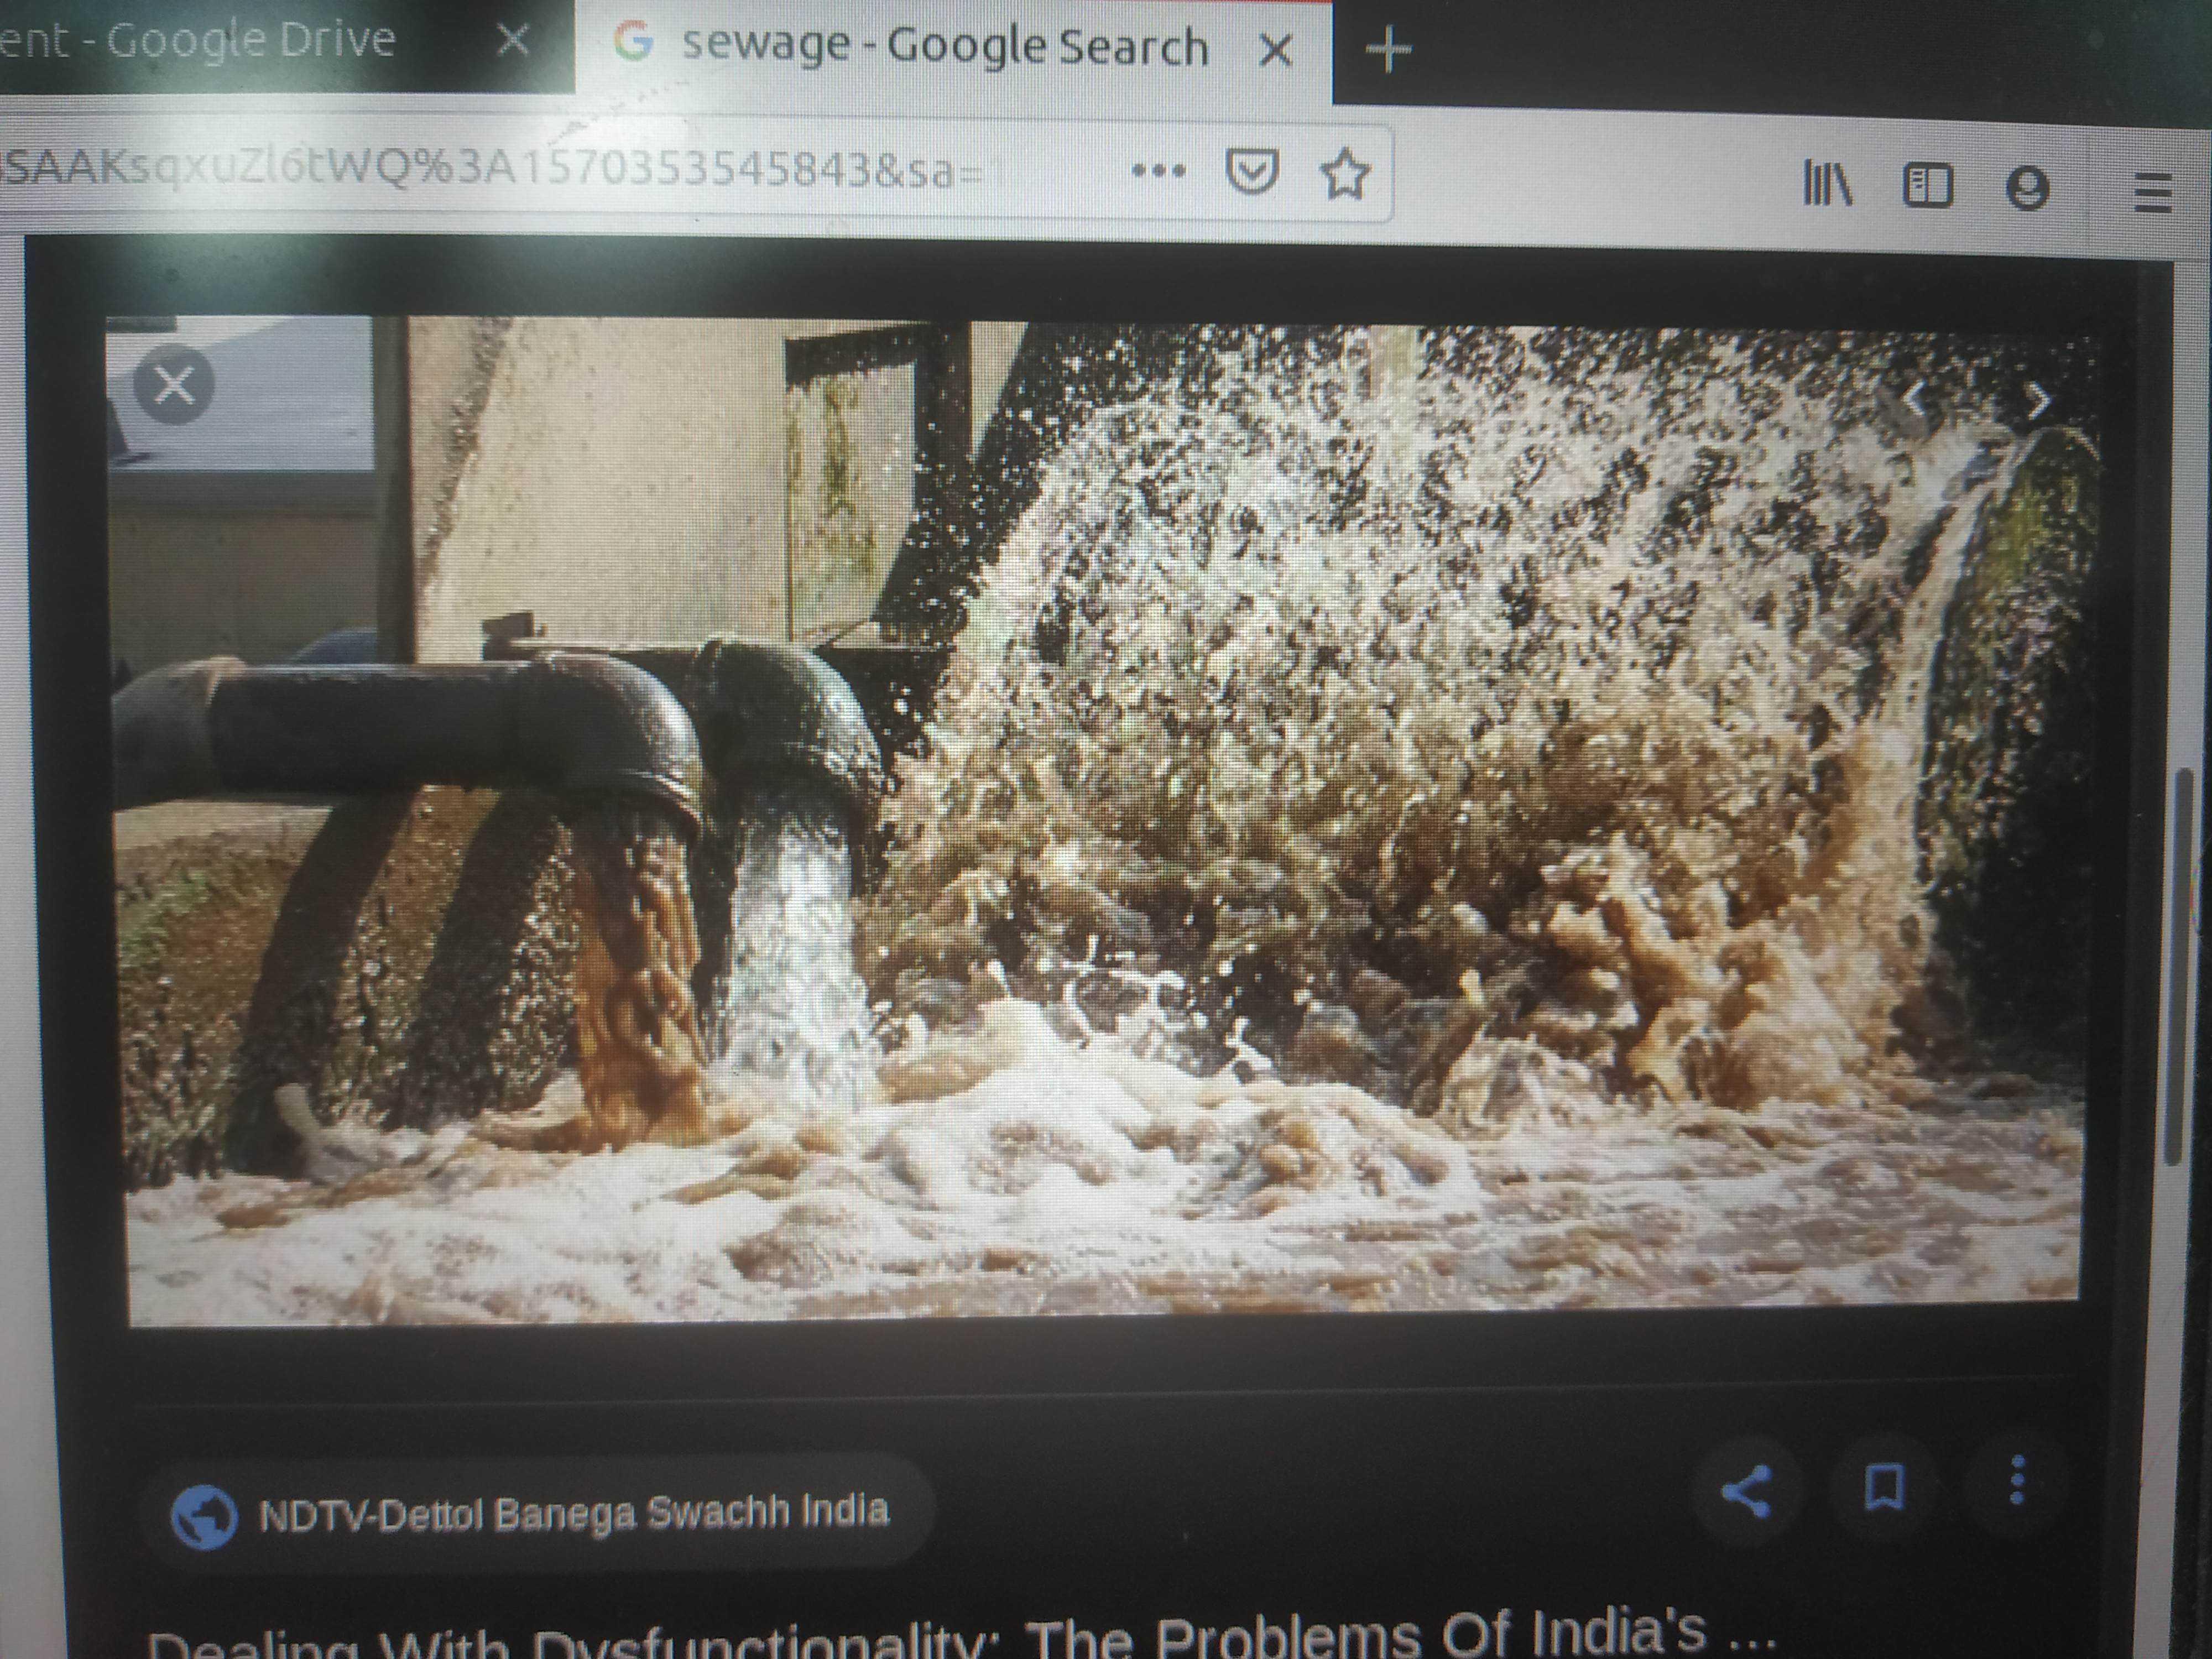 ent - Google Drive
sewage - Google Search
SAAKsqxuZl6tWQ%3A1570353545843&sa=
NDTV-Dettol Banega Swachh India
Dealing With Dysfunctionality: The Problems Of India's ...